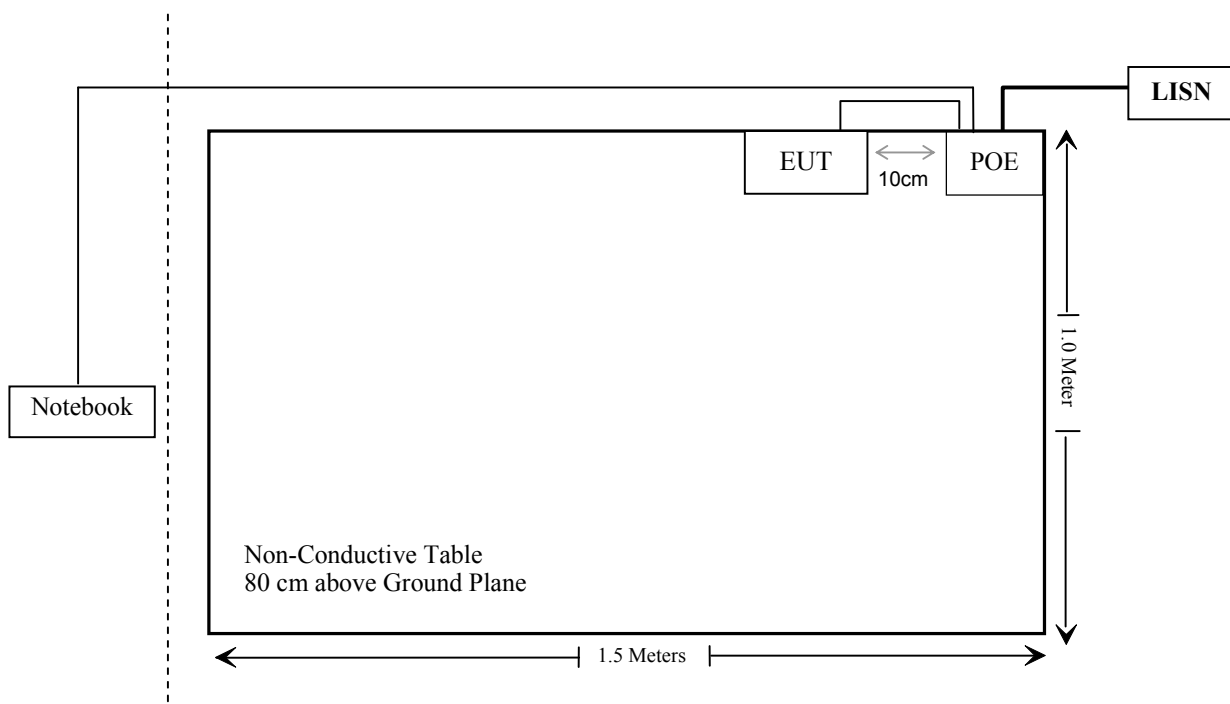 LISN
EUT
10cm
POE
1.0 Meter
Notebook
Non-Conductive Table
80 cm above Ground Plane
1.5 Meters